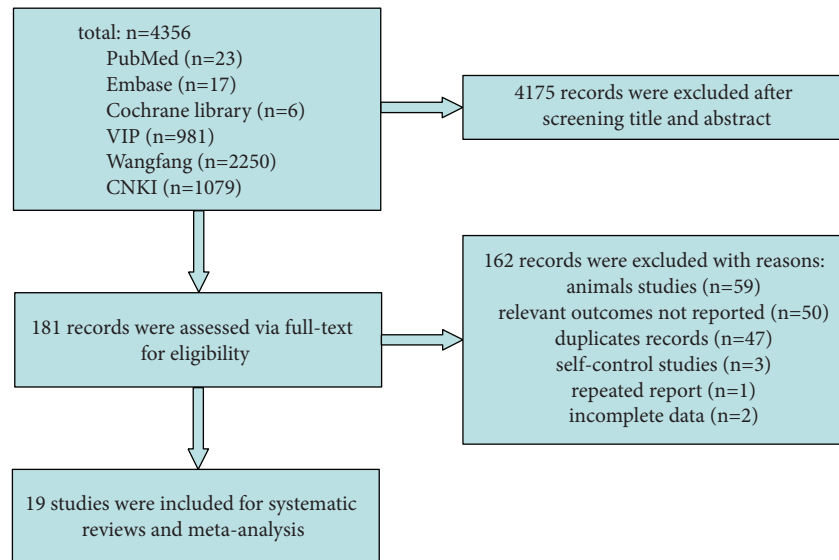 total: n=4356
PubMed (n=23)
Embase (n=17)
Cochrane library (n=6)
VIP (n=981)
Wangfang (n=2250)
CNKI (n=1079)
4175 records were excluded after
screening title and abstract
181 records were assessed via full-text
for eligibility
162 records were excluded with reasons:
animals studies (n=59)
relevant outcomes not reported (n=50)
duplicates records (n=47)
self-control studies (n=3)
repeated report (n=1)
incomplete data (n=2)
19 studies were included for systematic
reviews and meta-analysis